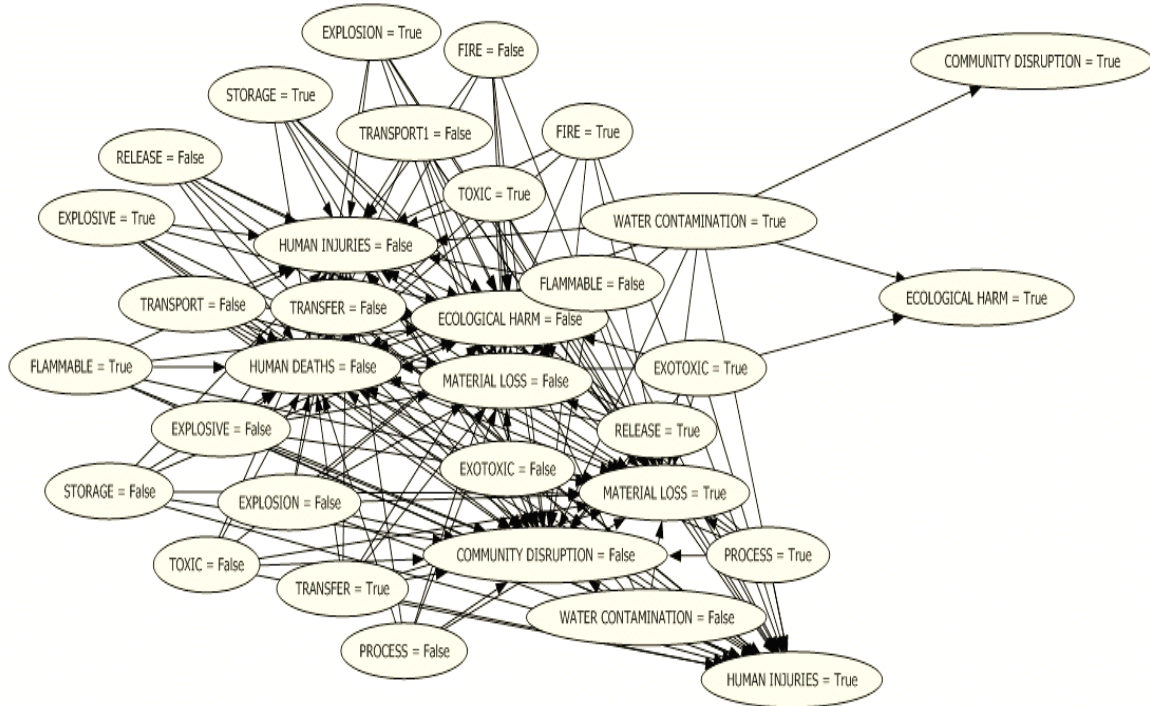 EXPLOSION = True
FIRE = False
COMMUNITY DISRUPTION = True
STORAGE = True
TRANSPORT1 = False
FIRE = True
RELEASE = False
TOXIC = True
EXPLOSIVE = True
WATER CONTAMINATION = True
HUMAN INJURIES = False
FLAMMABLE = False
ECOLOGICAL HARM = True
TRANSPORT = False
TRANSFER = False
ECOLOGICAL HARM = False
FLAMMABLE = True
HUMAN DEATHS = False
MATERIAL LOSS = False
EXOTOXIC = True
EXPLOSIVE = False
RELEASE = True
EXOTOXIC = False
STORAGE = False
EXPLOSION = False
MATERIAL LOSS = True
COMMUNITY DISRUPTION = False
PROCESS = True
TOXIC = False
TRANSFER = True
WATER CONTAMINATION = False
PROCESS = False
HUMAN INJURIES = True